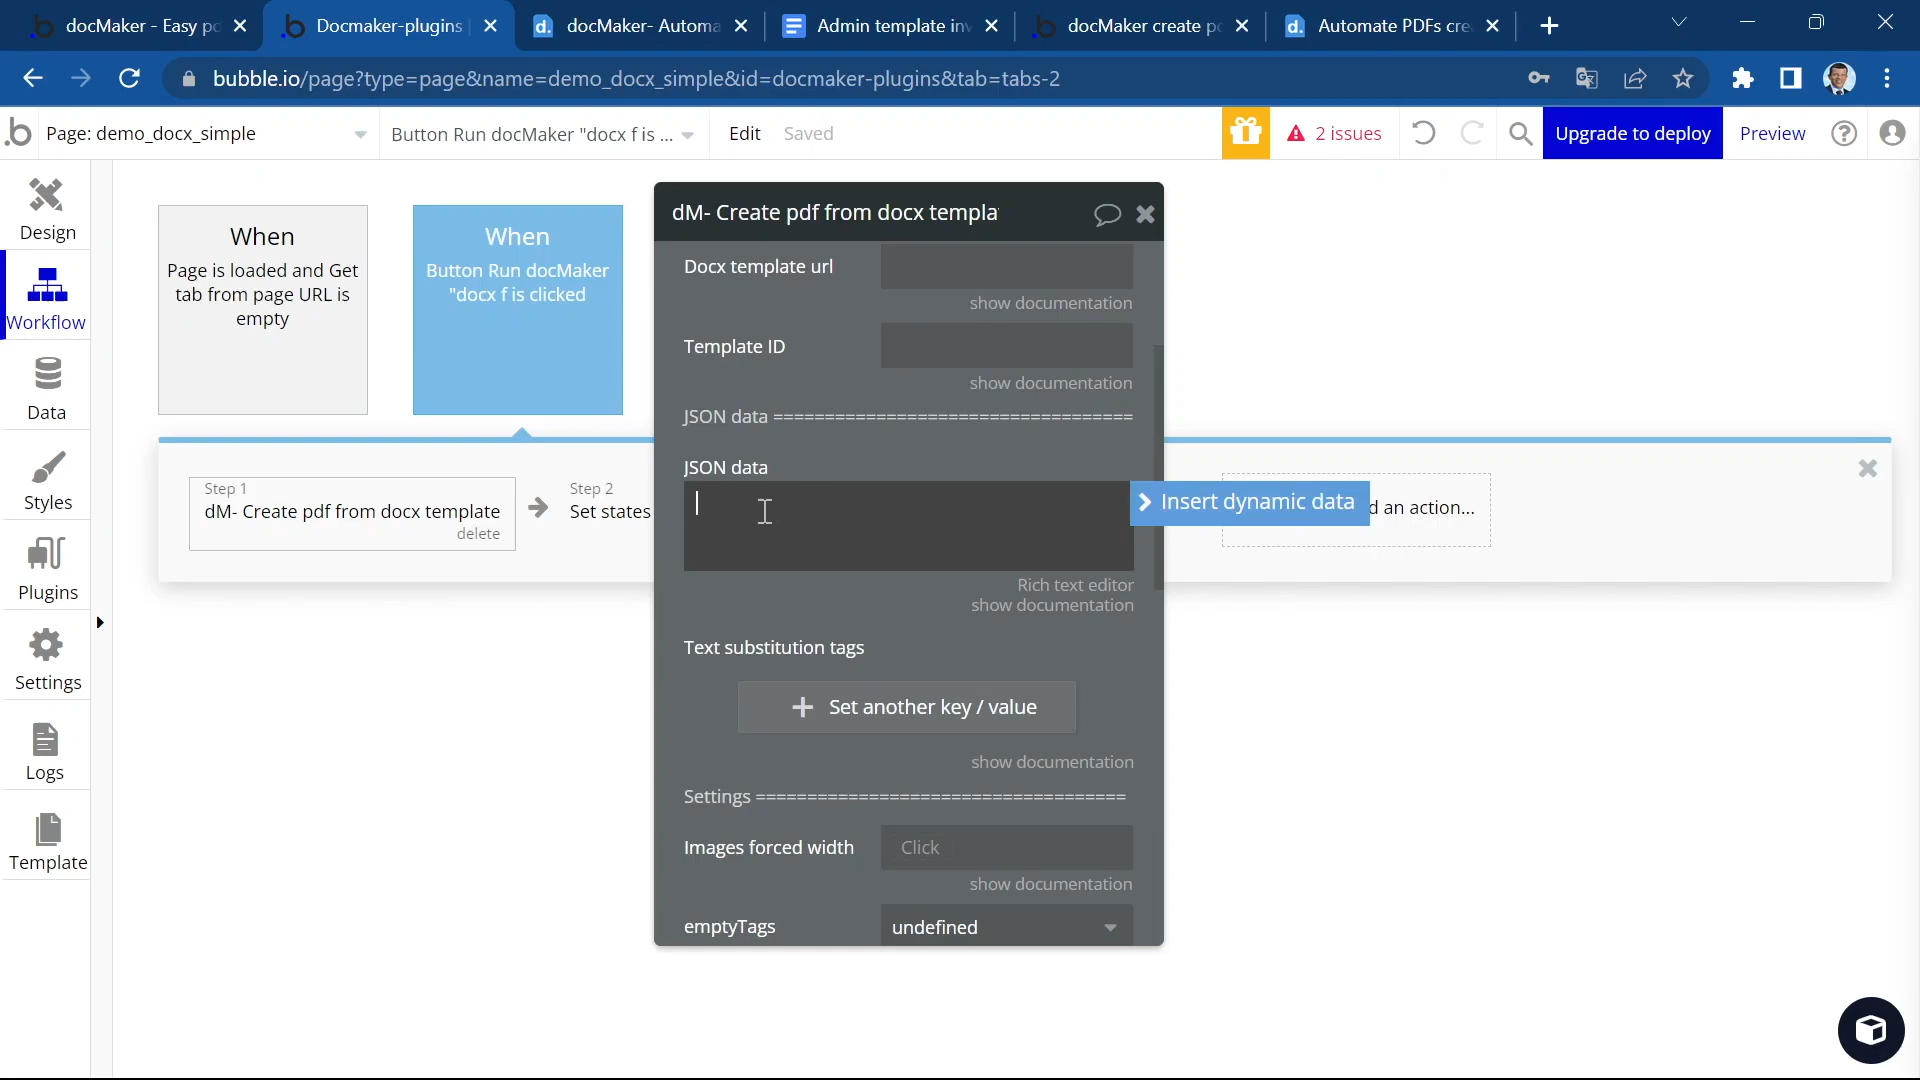 docMaker - Easy pd
Docmaker-plugins
docMaker- Automa
Admin template inv
docMaker create pd
Automate PDFs cre
bubble.io/page?type=page&name=demo_docx_simple&id=docmaker-plugins&tab=tabs-2
Page: demo_docx_simple
Button Run docMaker "docx f is ...
Edit
Saved
2 issues
Upgrade to deploy
Preview
Design
Workflow
Data
Styles
Plugins
Settings
Logs
Template
When
Page is loaded and Get
tab from page URL is
empty
When
Button Run docMaker
"docx f is clicked
Step 1
dM- Create pdf from docx template
delete
Step 2
Set states
dM- Create pdf from docx templa
Docx template url
show documentation
Template ID
show documentation
JSON data ===================================
JSON data
Insert dynamic data
d an action...
Rich text editor
show documentation
Text substitution tags
+ Set another key / value
show documentation
Settings ====================================
Images forced width
Click
show documentation
emptyTags
undefined